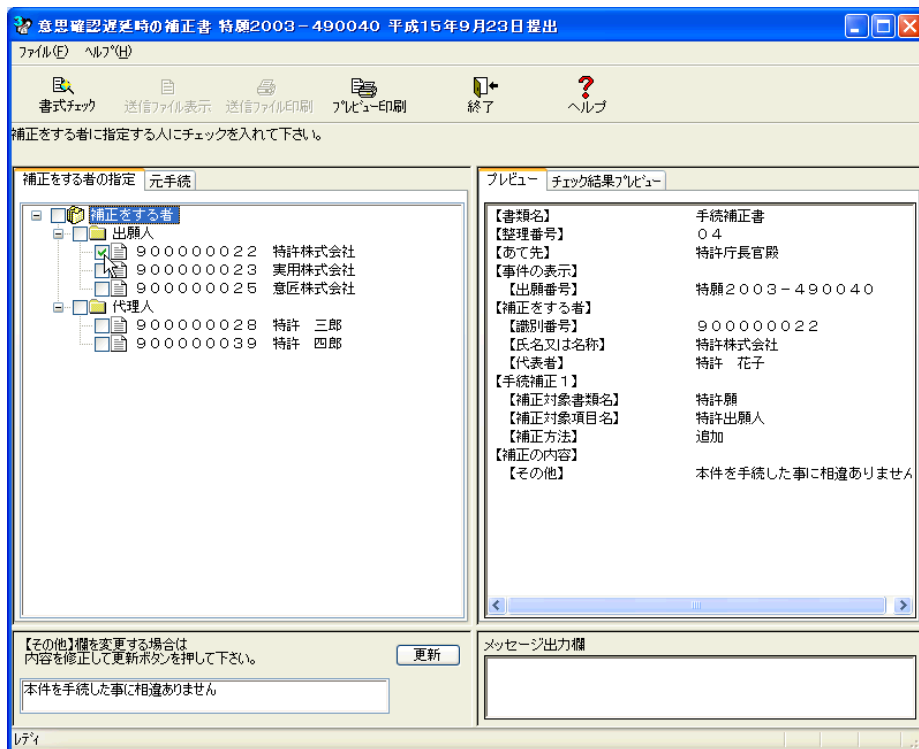 意思確認遅延時の補正書 特願2003－490040 平成15年9月23日提出
ﾌｧｲﾙ(F) ﾍﾙﾌﾟ(H)
書式ﾁｪｯｸ 送信ﾌｧｲﾙ表示 送信ﾌｧｲﾙ印刷 ﾌﾟﾚﾋﾞｭｰ印刷 終了 ヘルプ
補正をする者に指定する人にチェックを入れて下さい。
補正をする者の指定 元手続
補正をする者
出願人
９０００００００２２ 特許株式会社
９０００００００２３ 実用株式会社
９０００００００２５ 意匠株式会社
代理人
９０００００００２８ 特許 三郎
９０００００００３９ 特許 四郎
プレビュー チェック結果ﾌﾟﾚﾋﾞｭｰ
【書類名】 手続補正書
【整理番号】 ０４
【あて先】 特許庁長官殿
【事件の表示】
【出願番号】 特願２００３－４９００４０
【補正をする者】
【識別番号】 ９０００００００２２
【氏名又は名称】 特許株式会社
【代表者】 特許 花子
【手続補正１】
【補正対象書類名】 特許願
【補正対象項目名】 特許出願人
【補正方法】 追加
【補正の内容】
【その他】 本件を手続した事に相違ありません
【その他】欄を変更する場合は
内容を修正して更新ボタンを押して下さい。
更新
本件を手続した事に相違ありません
メッセージ出力欄
ﾚﾃﾞｨ